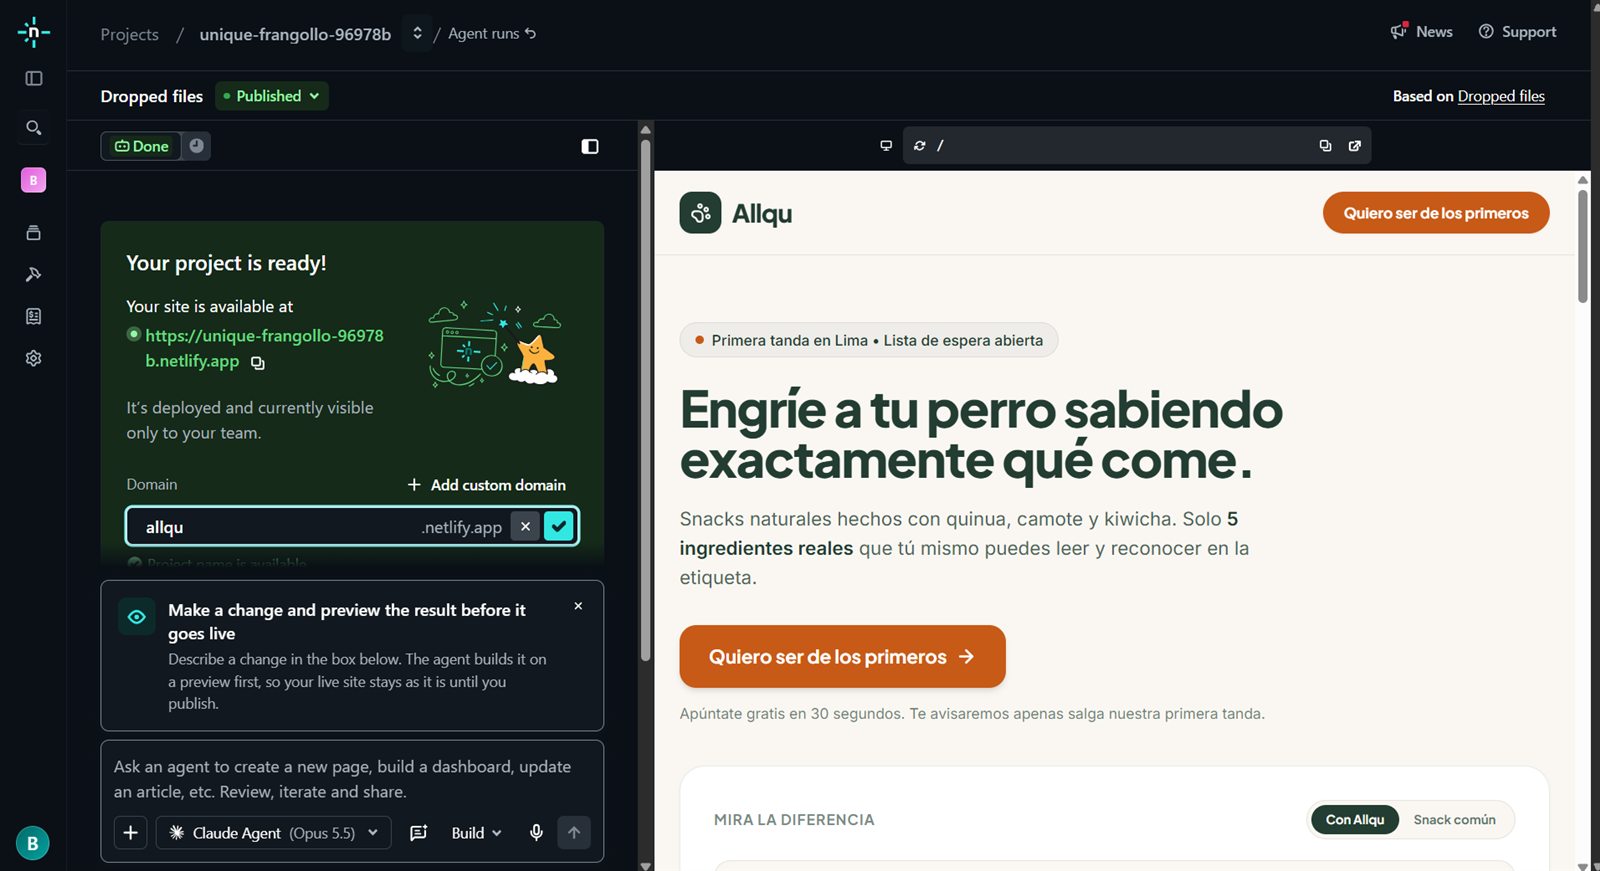 Projects / unique-frangollo-96978b / Agent runs
News
Support
Dropped files
Published
Based on Dropped files
Done
Your project is ready!
Your site is available at
https://unique-frangollo-96978
b.netlify.app
It's deployed and currently visible
only to your team.
Domain
+ Add custom domain
allqu
.netlify.app
Project name is available
Make a change and preview the result before it
goes live
Describe a change in the box below. The agent builds it on
a preview first, so your live site stays as it is until you
publish.
Ask an agent to create a new page, build a dashboard, update
an article, etc. Review, iterate and share.
Claude Agent (Opus 5.5)
Build
B
B
n
/
Allqu
Quiero ser de los primeros
Primera tanda en Lima • Lista de espera abierta
Engríe a tu perro sabiendo
exactamente qué come.
Snacks naturales hechos con quinua, camote y kiwicha. Solo 5
ingredientes reales que tú mismo puedes leer y reconocer en la
etiqueta.
Quiero ser de los primeros →
Apúntate gratis en 30 segundos. Te avisaremos apenas salga nuestra primera tanda.
MIRA LA DIFERENCIA
Con Allqu
Snack común